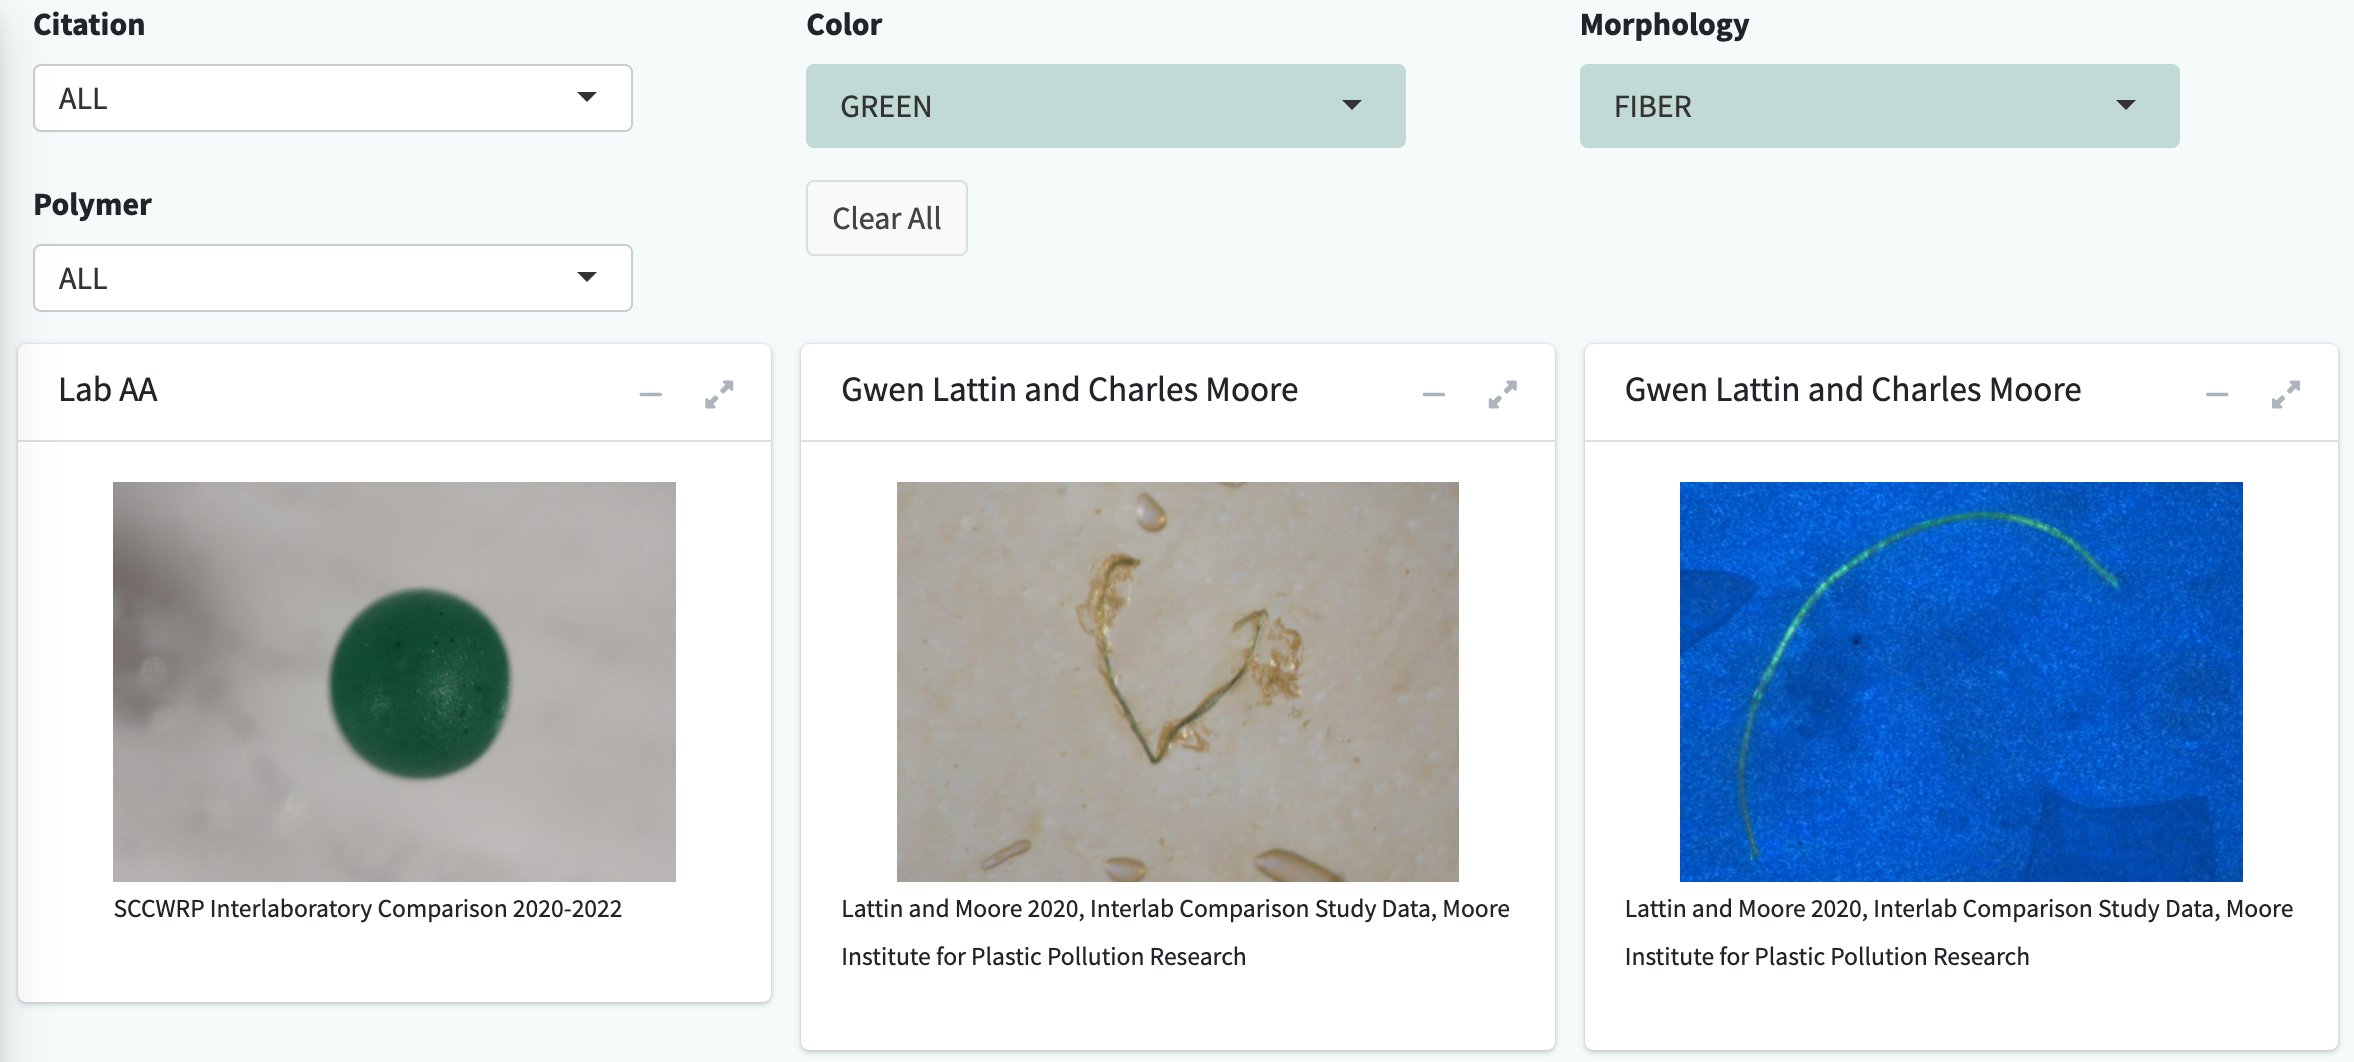 Citation
Color
Morphology
ALL
GREEN
FIBER
Polymer
Clear All
ALL
Lab AA
Gwen Lattin and Charles Moore
Gwen Lattin and Charles Moore
SCCWRP Interlaboratory Comparison 2020-2022
Lattin and Moore 2020, Interlab Comparison Study Data, Moore
Institute for Plastic Pollution Research
Lattin and Moore 2020, Interlab Comparison Study Data, Moore
Institute for Plastic Pollution Research